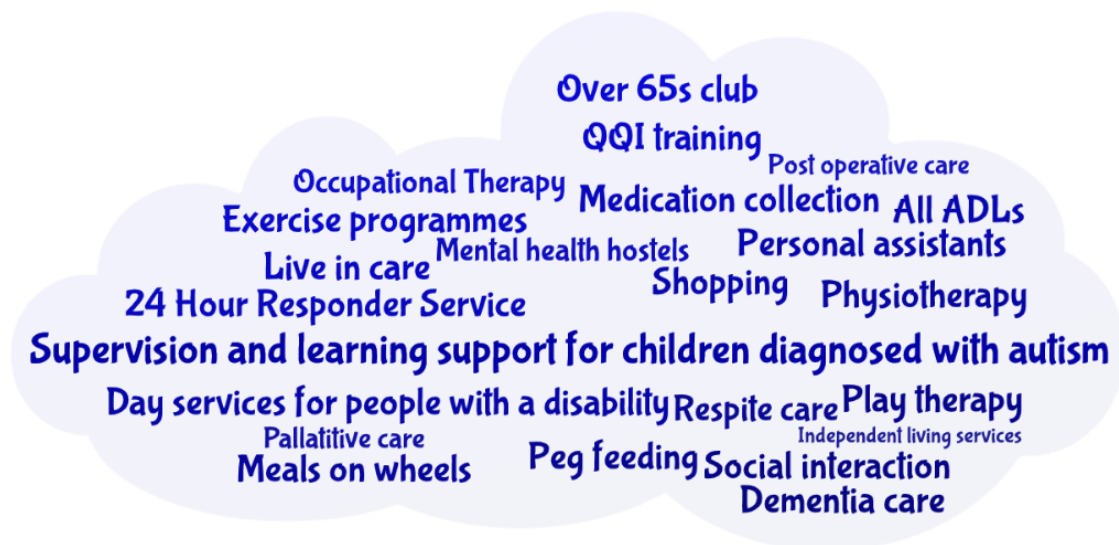 Over 65s club
QQI training
Post operative care
Occupational Therapy
Medication collection
All ADLs
Exercise programmes
Personal assistants
Mental health hostels
Live in care
Shopping
Physiotherapy
24 Hour Responder Service
Supervision and learning support for children diagnosed with autism
Day services for people with a disability
Respite care
Play therapy
Pallatitive care
Independent living services
Meals on wheels
Peg feeding
Social interaction
Dementia care